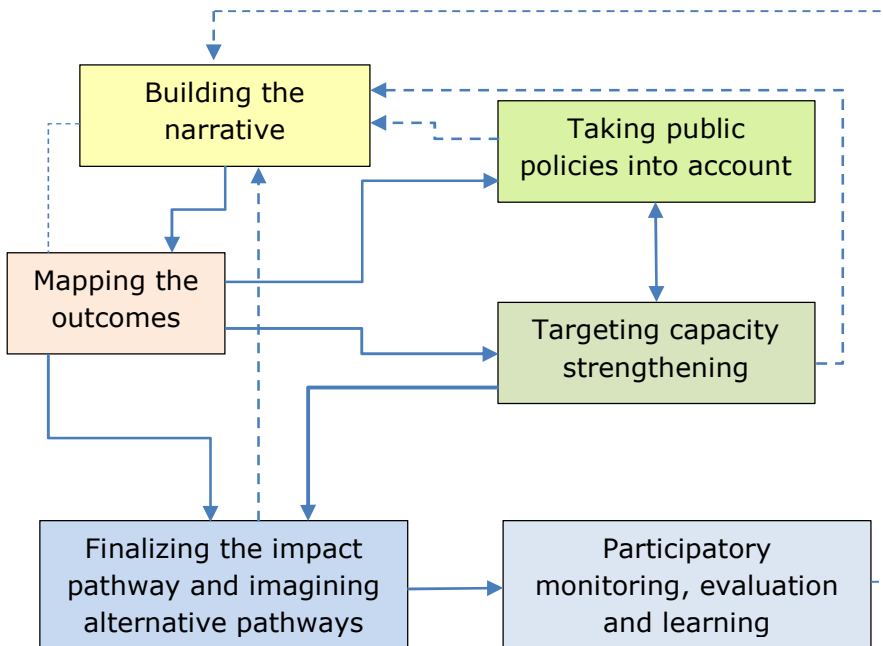 Building the
narrative
Taking public
policies into account
Mapping the
outcomes
Targeting capacity
strengthening
Finalizing the impact
pathway and imagining
alternative pathways
Participatory
monitoring, evaluation
and learning